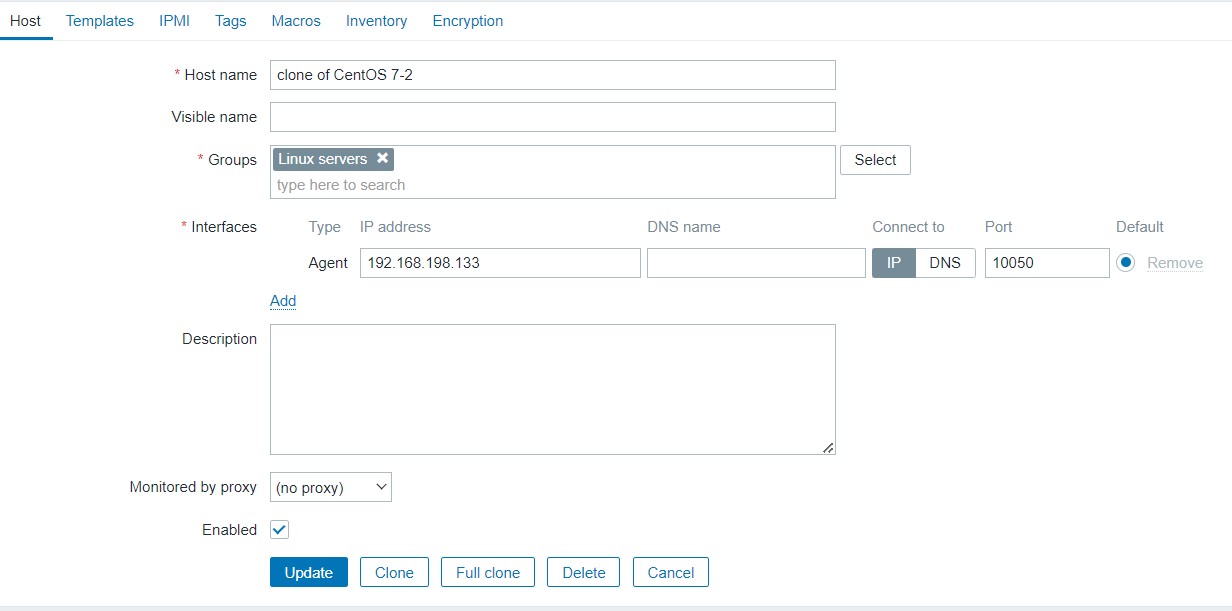 Host Templates IPMI Tags Macros Inventory Encryption
* Host name clone of CentOS 7-2
Visible name
* Groups Linux servers ✖ Select
type here to search
* Interfaces Type IP address DNS name Connect to Port Default
Agent 192.168.198.133 IP DNS 10050 Remove
Add
Description
Monitored by proxy (no proxy)
Enabled
Update Clone Full clone Delete Cancel